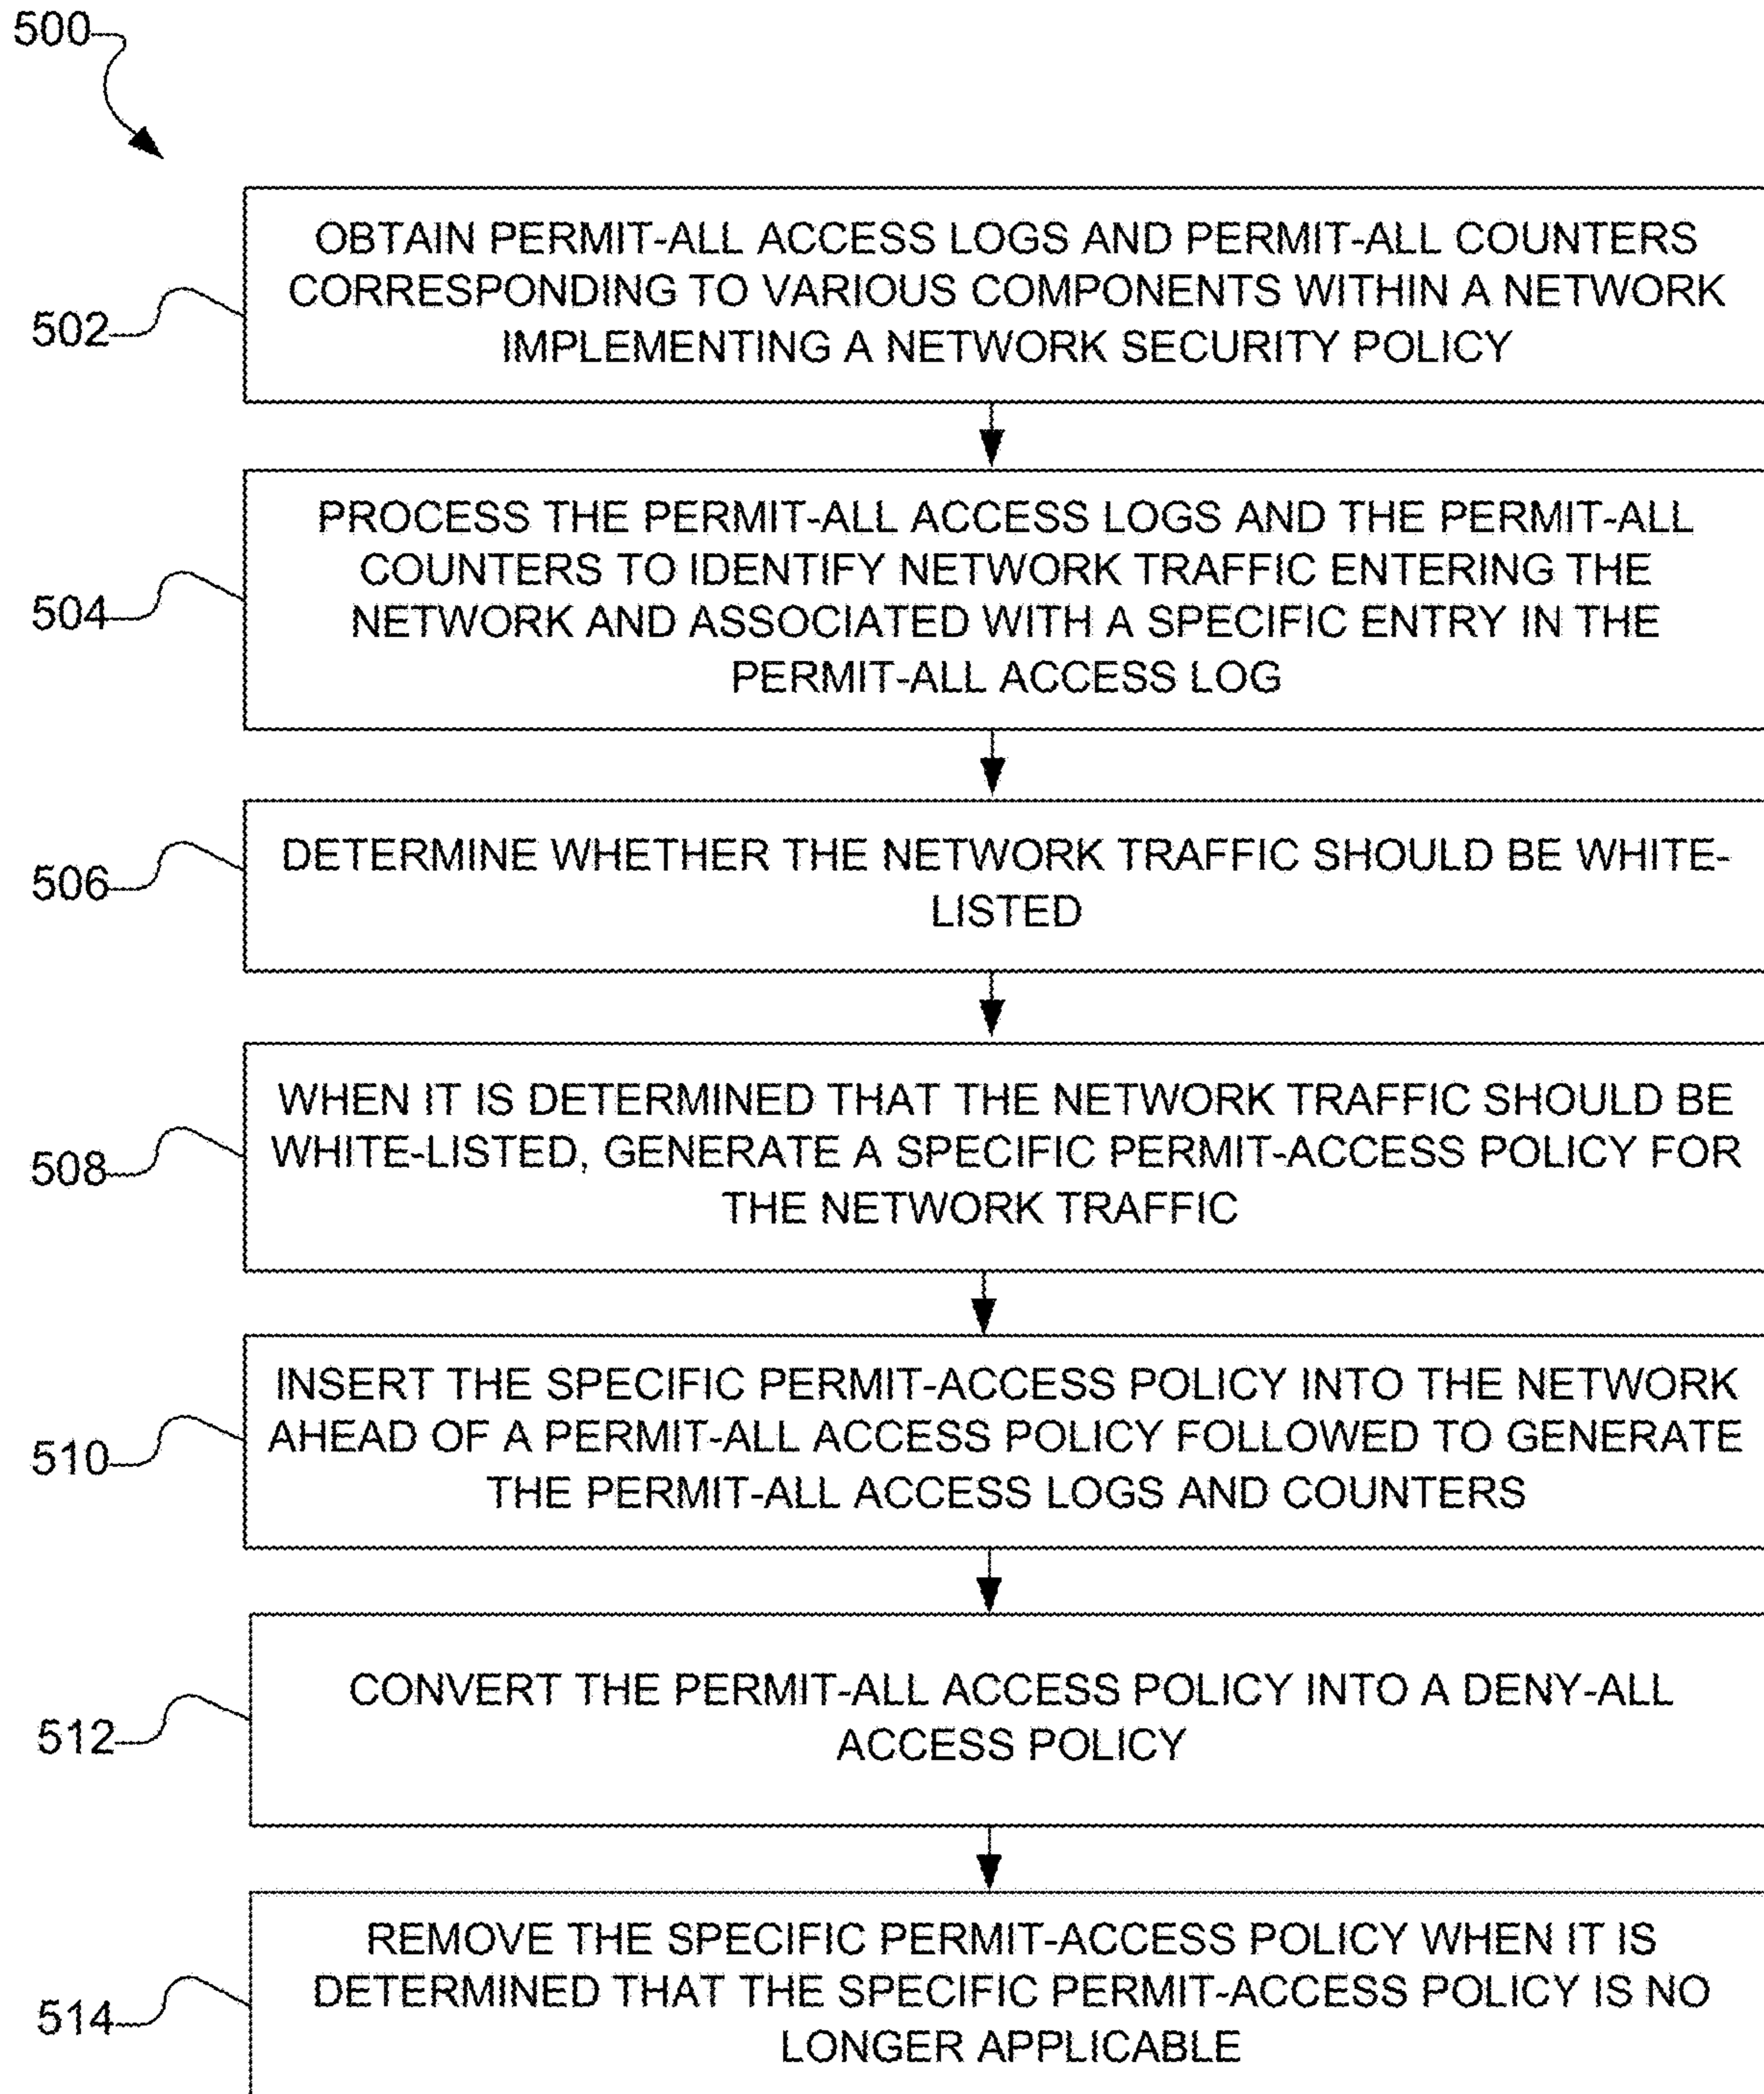 500
OBTAIN PERMIT-ALL ACCESS LOGS AND PERMIT-ALL COUNTERS
CORRESPONDING TO VARIOUS COMPONENTS WITHIN A NETWORK
IMPLEMENTING A NETWORK SECURITY POLICY
502
PROCESS THE PERMIT-ALL ACCESS LOGS AND THE PERMIT-ALL
COUNTERS TO IDENTIFY NETWORK TRAFFIC ENTERING THE
NETWORK AND ASSOCIATED WITH A SPECIFIC ENTRY IN THE
PERMIT-ALL ACCESS LOG
504
DETERMINE WHETHER THE NETWORK TRAFFIC SHOULD BE WHITE-
LISTED
506
WHEN IT IS DETERMINED THAT THE NETWORK TRAFFIC SHOULD BE
WHITE-LISTED, GENERATE A SPECIFIC PERMIT-ACCESS POLICY FOR
THE NETWORK TRAFFIC
508
INSERT THE SPECIFIC PERMIT-ACCESS POLICY INTO THE NETWORK
AHEAD OF A PERMIT-ALL ACCESS POLICY FOLLOWED TO GENERATE
THE PERMIT-ALL ACCESS LOGS AND COUNTERS
510
CONVERT THE PERMIT-ALL ACCESS POLICY INTO A DENY-ALL
ACCESS POLICY
512
REMOVE THE SPECIFIC PERMIT-ACCESS POLICY WHEN IT IS
DETERMINED THAT THE SPECIFIC PERMIT-ACCESS POLICY IS NO
LONGER APPLICABLE
514